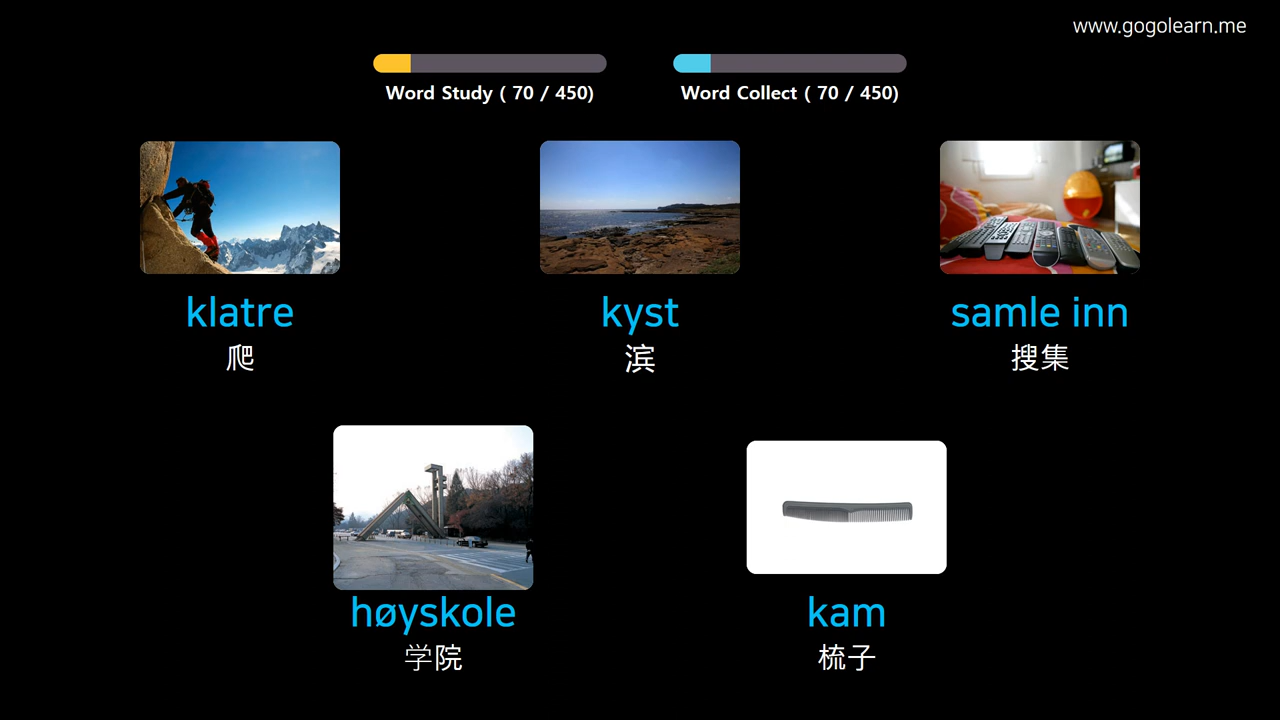 www.gogolearn.me
Word Study ( 70 / 450)
Word Collect ( 70 / 450)
klatre
爬
kyst
滨
samle inn
搜集
høyskole
学院
kam
梳子